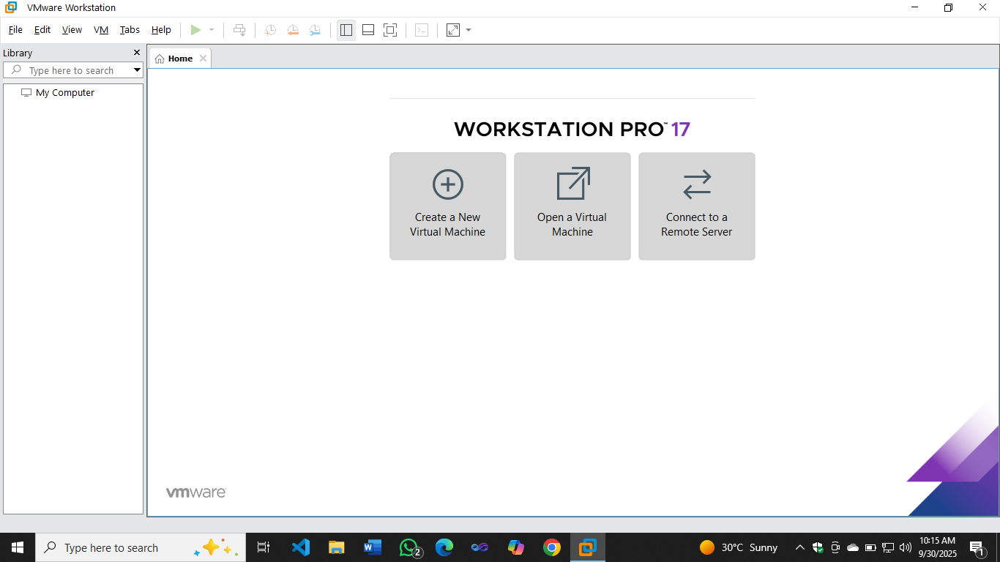 VMware Workstation
File Edit View VM Tabs Help
Library
Type here to search
My Computer
Home
WORKSTATION PRO™ 17
Create a New
Virtual Machine
Open a Virtual
Machine
Connect to a
Remote Server
vmware
Type here to search
2
30°C Sunny
10:15 AM
9/30/2025
1